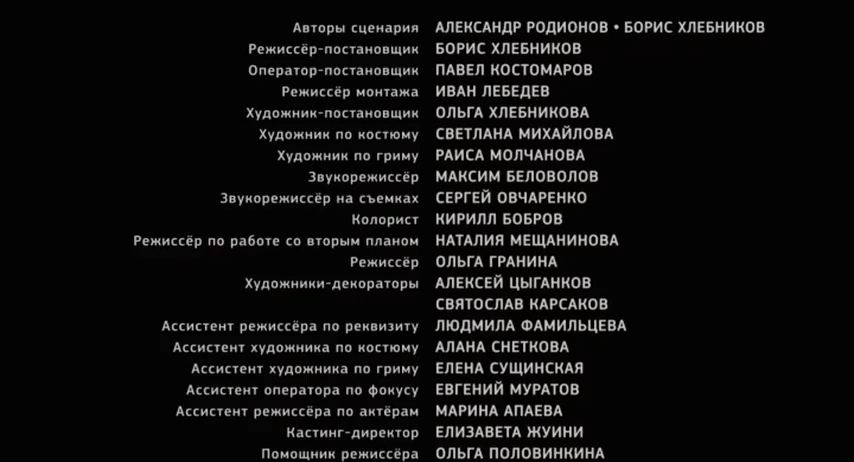 Авторы сценария АЛЕКСАНДР РОДИОНОВ • БОРИС ХЛЕБНИКОВ
Режиссёр-постановщик БОРИС ХЛЕБНИКОВ
Оператор-постановщик ПАВЕЛ КОСТОМАРОВ
Режиссёр монтажа ИВАН ЛЕБЕДЕВ
Художник-постановщик ОЛЬГА ХЛЕБНИКОВА
Художник по костюму СВЕТЛАНА МИХАЙЛОВА
Художник по гриму РАИСА МОЛЧАНОВА
Звукорежиссёр МАКСИМ БЕЛОВОЛОВ
Звукорежиссёр на съемках СЕРГЕЙ ОВЧАРЕНКО
Колорист КИРИЛЛ БОБРОВ
Режиссёр по работе со вторым планом НАТАЛИЯ МЕЩАНИНОВА
Режиссёр ОЛЬГА ГРАНИНА
Художники-декораторы АЛЕКСЕЙ ЦЫГАНКОВ
СВЯТОСЛАВ КАРСАКОВ
Ассистент режиссёра по реквизиту ЛЮДМИЛА ФАМИЛЬЦЕВА
Ассистент художника по костюму АЛАНА СНЕТКОВА
Ассистент художника по гриму ЕЛЕНА СУЩИНСКАЯ
Ассистент оператора по фокусу ЕВГЕНИЙ МУРАТОВ
Ассистент режиссёра по актёрам МАРИНА АПАЕВА
Кастинг-директор ЕЛИЗАВЕТА ЖУИНИ
Помощник режиссёра ОЛЬГА ПОЛОВИНКИНА